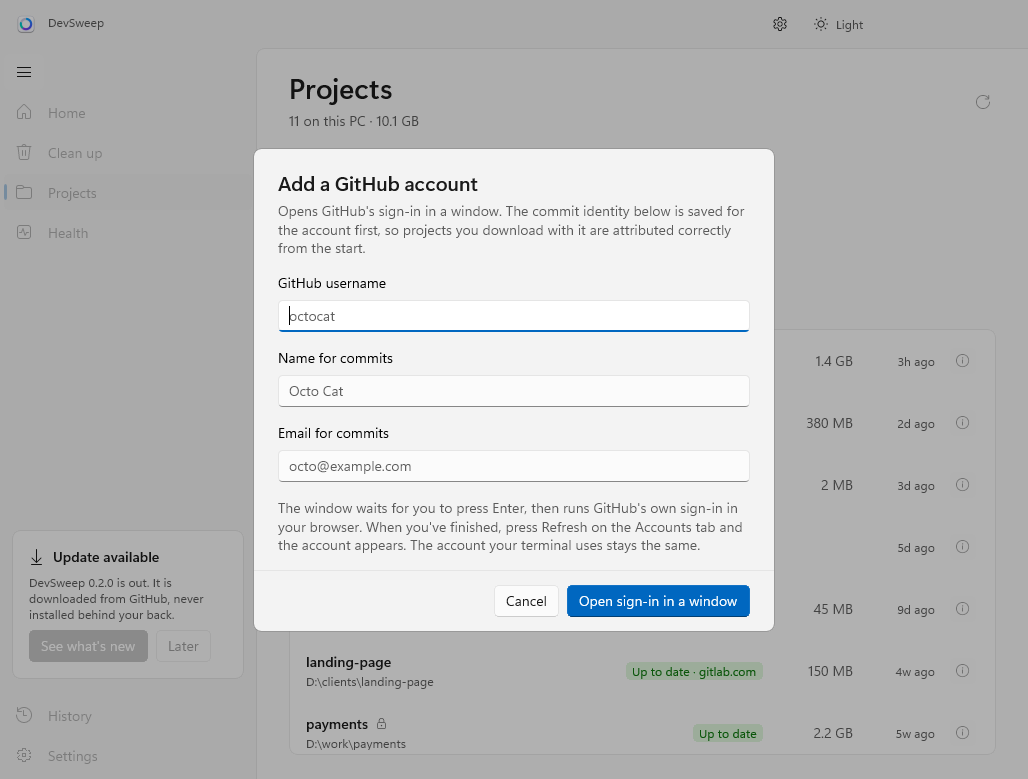 DevSweep
Light
Home
Clean up
Projects
Health
Projects
11 on this PC · 10.1 GB
Add a GitHub account
Opens GitHub's sign-in in a window. The commit identity below is saved for
the account first, so projects you download with it are attributed correctly
from the start.
GitHub username
octocat
Name for commits
Octo Cat
Email for commits
octo@example.com
The window waits for you to press Enter, then runs GitHub's own sign-in in
your browser. When you've finished, press Refresh on the Accounts tab and
the account appears. The account your terminal uses stays the same.
Cancel
Open sign-in in a window
1.4 GB 3h ago
380 MB 2d ago
2 MB 3d ago
5d ago
45 MB 9d ago
landing-page
D:\clients\landing-page
Up to date · gitlab.com 150 MB 4w ago
payments
D:\work\payments
Up to date 2.2 GB 5w ago
Update available
DevSweep 0.2.0 is out. It is
downloaded from GitHub, never
installed behind your back.
See what's new
Later
History
Settings